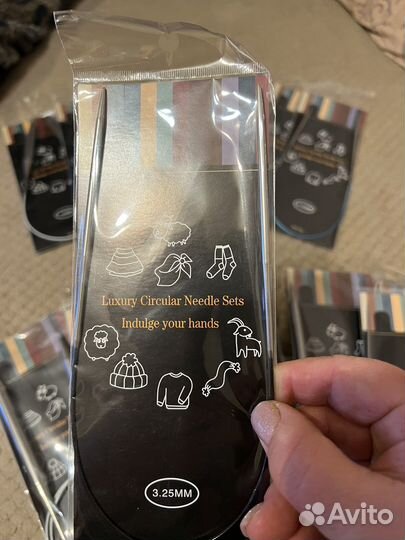 Luxury Circular Needle Sets
Indulge your hands
3.25MM
Avito